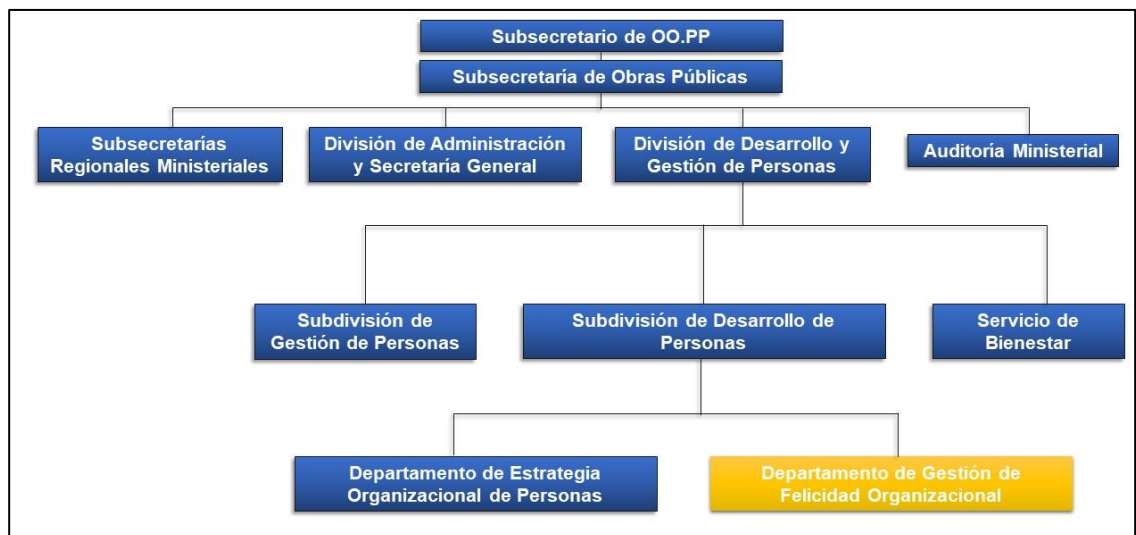 Subsecretario de OO.PP
Subsecretaría de Obras Públicas
Subsecretarías
Regionales Ministeriales
División de Administración
y Secretaría General
División de Desarrollo y
Gestión de Personas
Auditoría Ministerial
Subdivisión de
Gestión de Personas
Subdivisión de Desarrollo de
Personas
Servicio de
Bienestar
Departamento de Estrategia
Organizacional de Personas
Departamento de Gestión de
Felicidad Organizacional